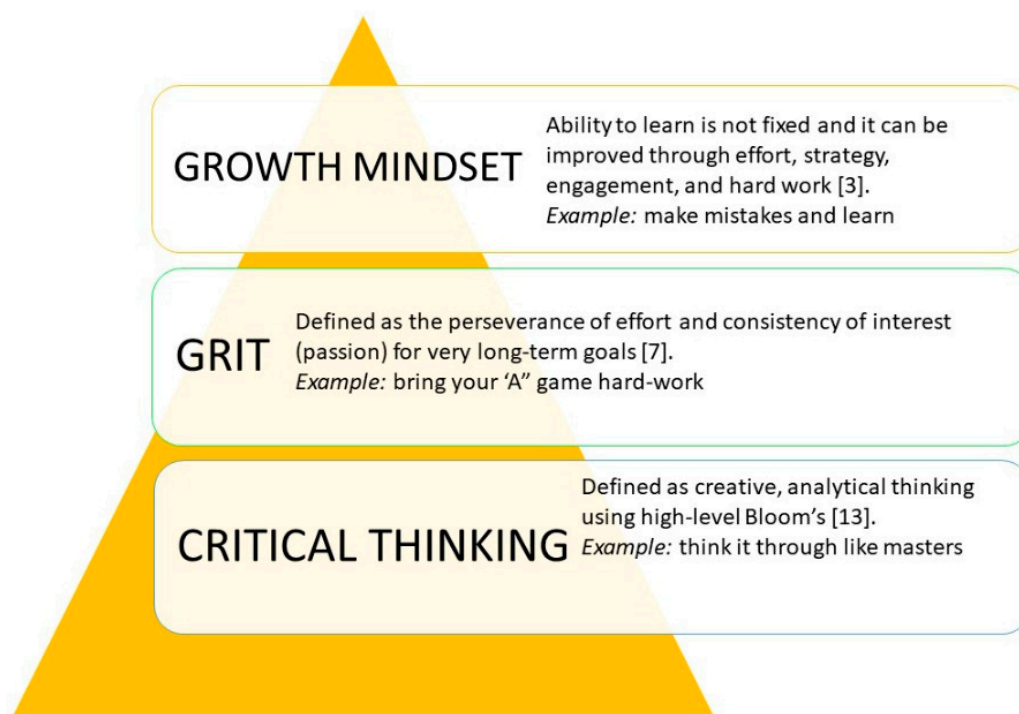 GROWTH MINDSET
Ability to learn is not fixed and it can be
improved through effort, strategy,
engagement, and hard work [3].
Example: make mistakes and learn
GRIT
Defined as the perseverance of effort and consistency of interest
(passion) for very long-term goals [7].
Example: bring your ‘A” game hard-work
CRITICAL THINKING
Defined as creative, analytical thinking
using high-level Bloom’s [13].
Example: think it through like masters